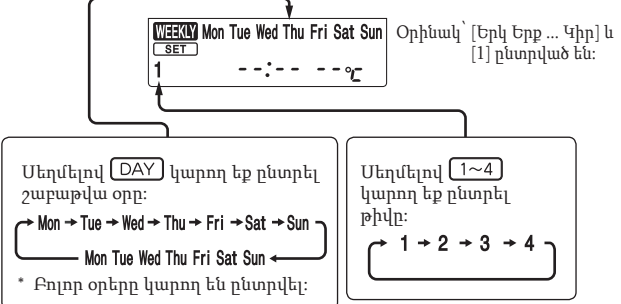 WEEKLY Mon Tue Wed Thu Fri Sat Sun
SET
1 --:-- --°C
Օրինակ՝ [Երկ Երք ... Կիր] և
[1] ընտրված են:
Սեղմելով DAY կարող եք ընտրել
շաբաթվա օրը:
Mon → Tue → Wed → Thu → Fri → Sat → Sun
Mon Tue Wed Thu Fri Sat Sun
* Բոլոր օրերը կարող են ընտրվել:
Սեղմելով 1~4
կարող եք ընտրել
թիվը:
1 → 2 → 3 → 4